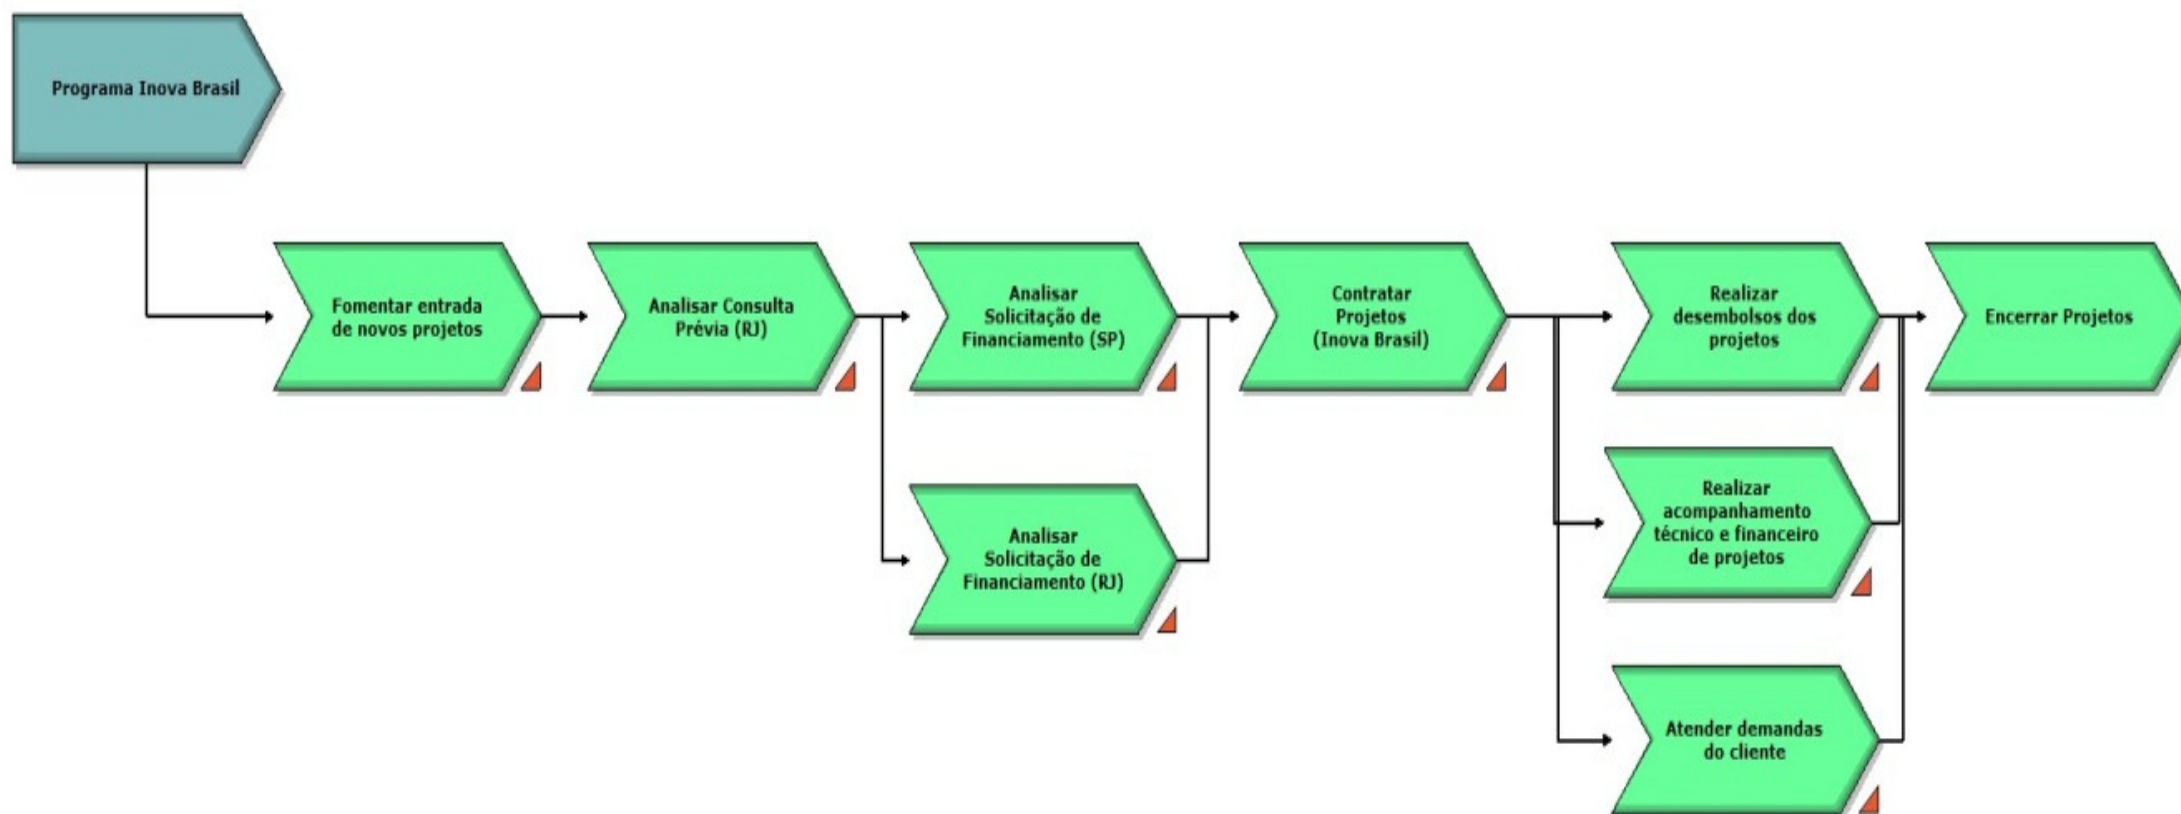 Programa Inova Brasil
Fomentar entrada
de novos projetos
Analisar Consulta
Prévia (RJ)
Analisar
Solicitação de
Financiamento (SP)
Analisar
Solicitação de
Financiamento (RJ)
Contratar
Projetos
(Inova Brasil)
Realizar
desembolsos dos
projetos
Realizar
acompanhamento
técnico e financeiro
de projetos
Atender demandas
do cliente
Encerrar Projetos